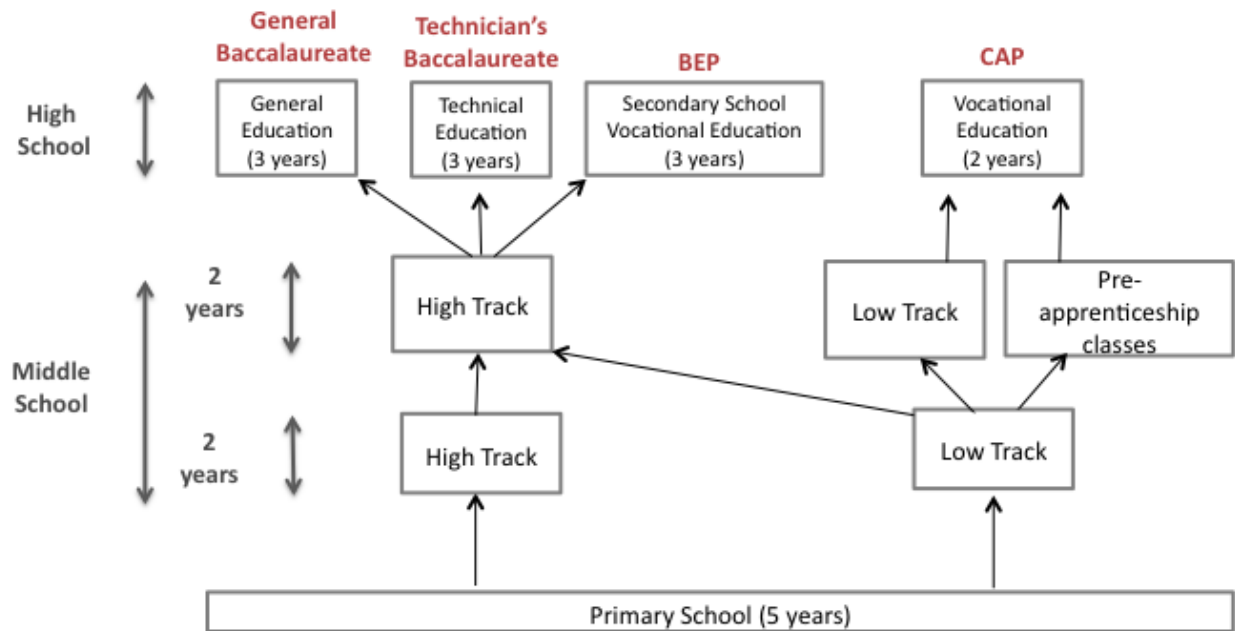 General
Baccalaureate
Technician's
Baccalaureate
BEP
CAP
High
School
General
Education
(3 years)
Technical
Education
(3 years)
Secondary School
Vocational Education
(3 years)
Vocational
Education
(2 years)
Middle
School
2
years
High Track
Low Track
Pre-
apprenticeship
classes
2
years
High Track
Low Track
Primary School (5 years)